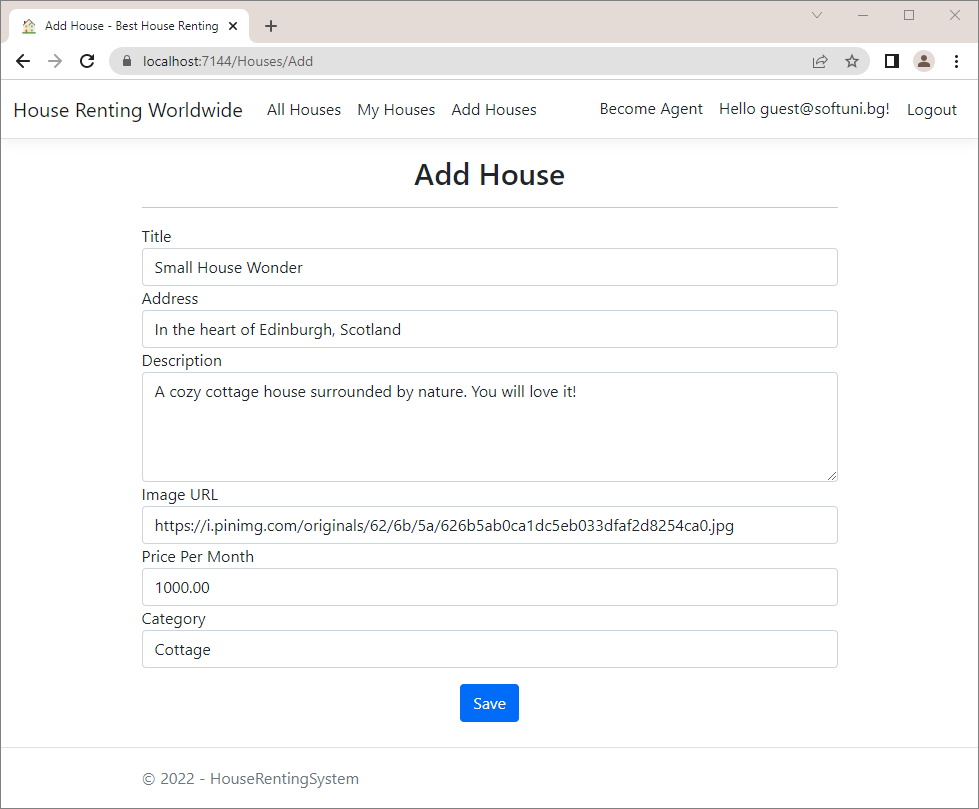 Add House - Best House Renting
localhost:7144/Houses/Add
House Renting Worldwide All Houses My Houses Add Houses Become Agent Hello guest@softuni.bg! Logout
Add House
Title
Small House Wonder
Address
In the heart of Edinburgh, Scotland
Description
A cozy cottage house surrounded by nature. You will love it!
Image URL
https://i.pinimg.com/originals/62/6b/5a/626b5ab0ca1dc5eb033dfaf2d8254ca0.jpg
Price Per Month
1000.00
Category
Cottage
Save
© 2022 - HouseRentingSystem